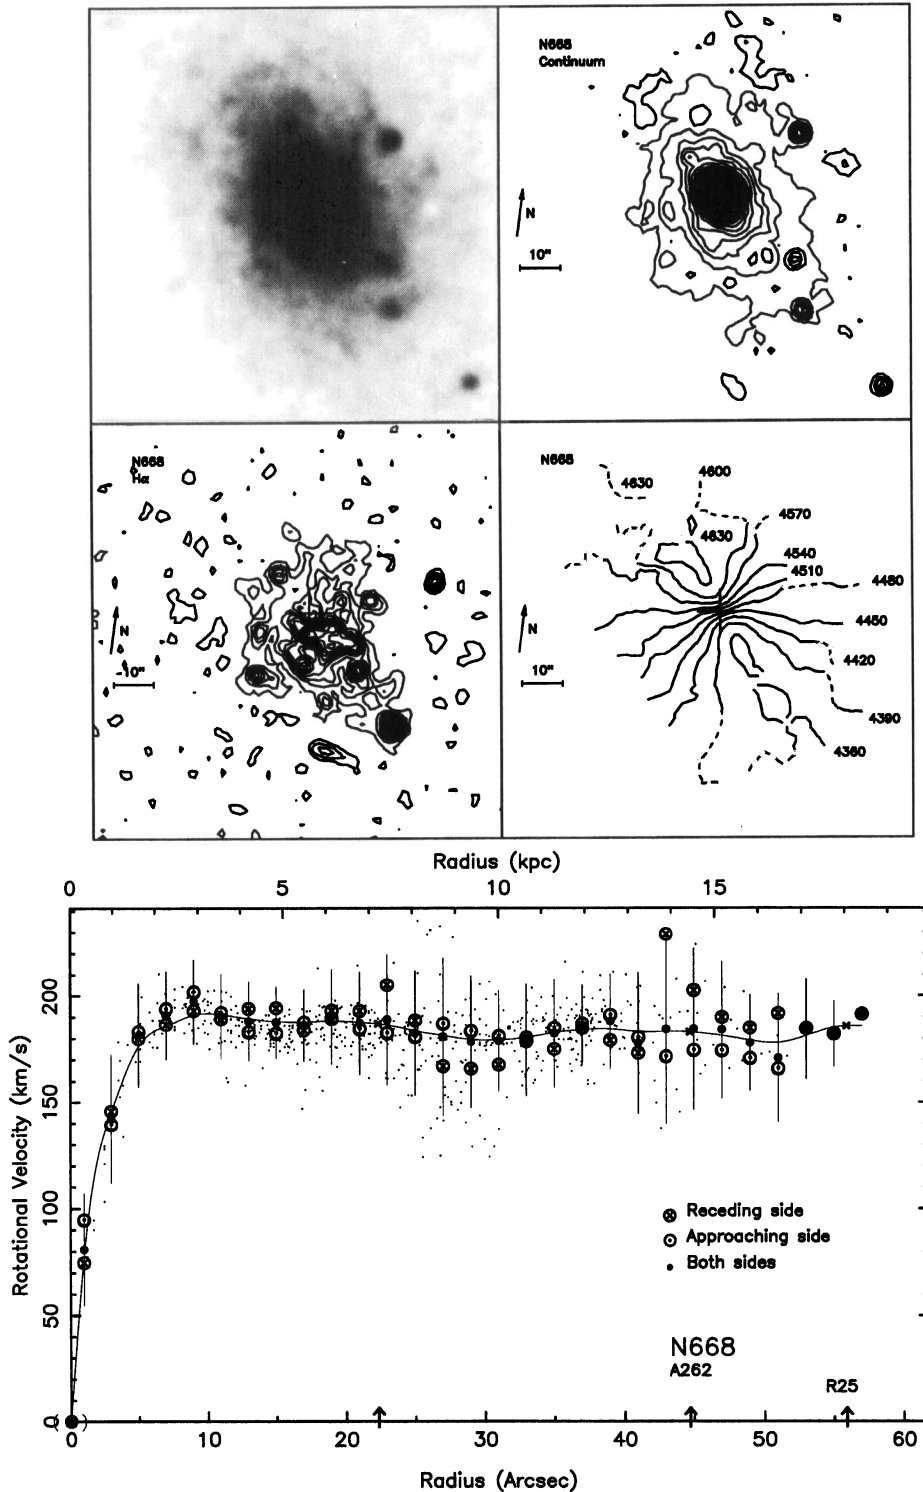 N668
Continuum
N
10"
N668
Hα
N
10"
N668
4630
4600
4570
4630
4540
4510
4480
4450
4420
4390
4360
N
10"
Radius (kpc)
0 5 10 15
Rotational Velocity (km/s)
200
150
100
50
0
Receding side
Approaching side
Both sides
N668
A262
R25
0 10 20 30 40 50 60
Radius (Arcsec)